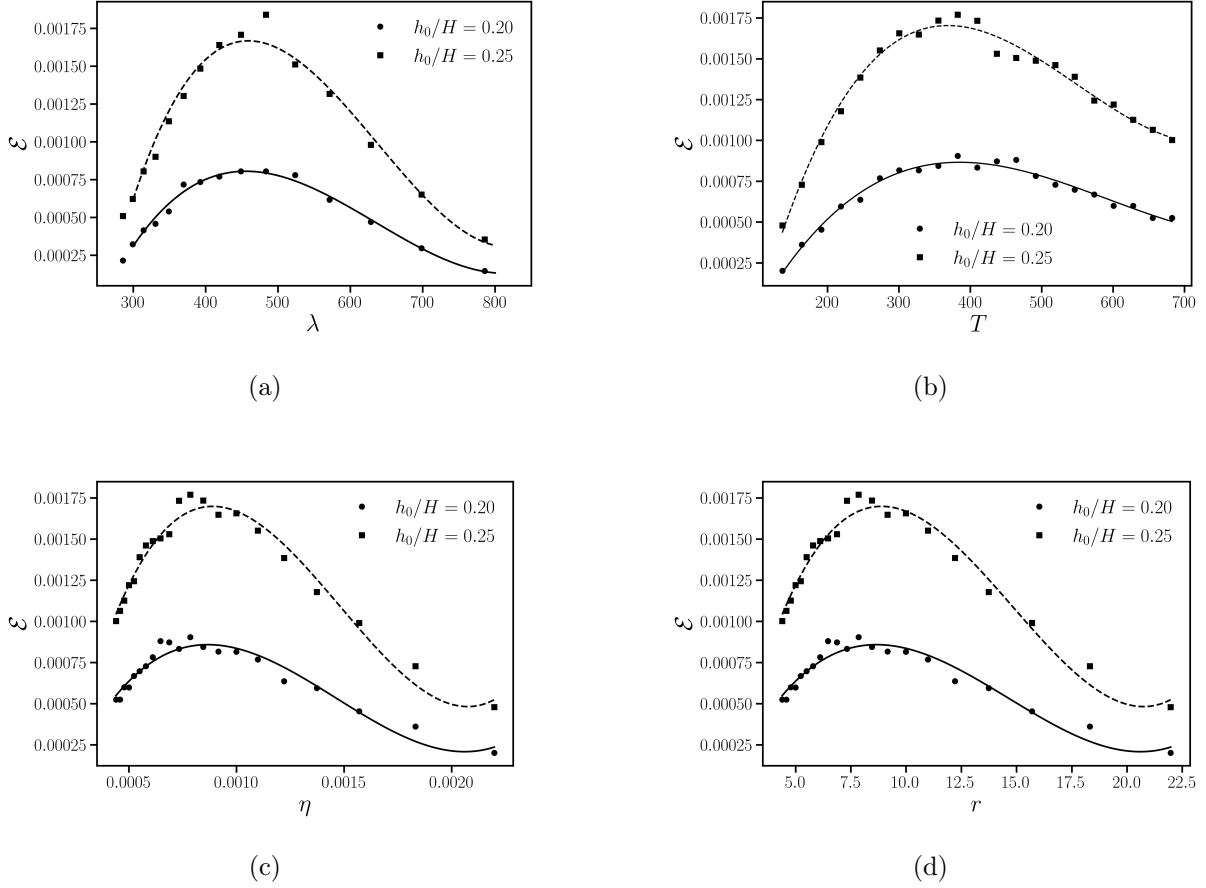 0.00175
0.00150
0.00125
0.00100
0.00075
0.00050
0.00025
ℰ
h₀/H = 0.20
h₀/H = 0.25
300 400 500 600 700 800
λ
(a)
0.00175
0.00150
0.00125
0.00100
0.00075
0.00050
0.00025
ℰ
h₀/H = 0.20
h₀/H = 0.25
200 300 400 500 600 700
T
(b)
0.00175
0.00150
0.00125
0.00100
0.00075
0.00050
0.00025
ℰ
h₀/H = 0.20
h₀/H = 0.25
0.0005 0.0010 0.0015 0.0020
η
(c)
0.00175
0.00150
0.00125
0.00100
0.00075
0.00050
0.00025
ℰ
h₀/H = 0.20
h₀/H = 0.25
5.0 7.5 10.0 12.5 15.0 17.5 20.0 22.5
r
(d)